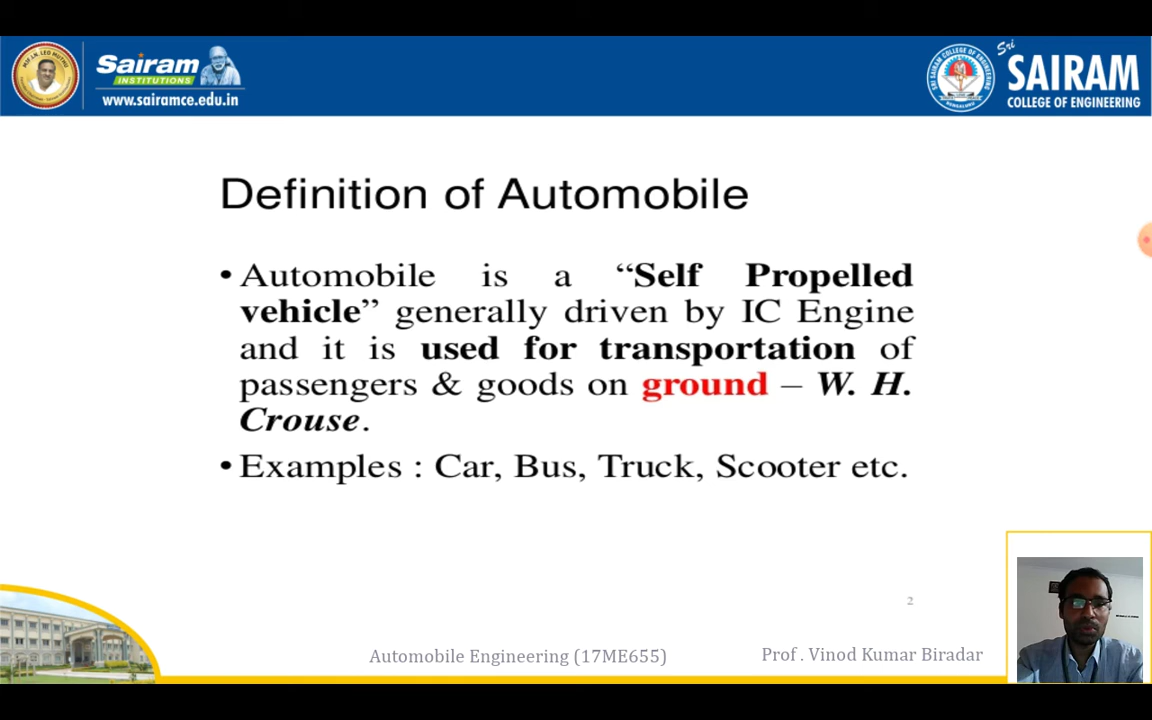 Sairam
INSTITUTIONS
www.sairamce.edu.in
Sri
SAIRAM
COLLEGE OF ENGINEERING
Definition of Automobile
• Automobile is a “Self Propelled
vehicle” generally driven by IC Engine
and it is used for transportation of
passengers & goods on ground – W. H.
Crouse.
• Examples : Car, Bus, Truck, Scooter etc.
2
Automobile Engineering (17ME655)
Prof . Vinod Kumar Biradar